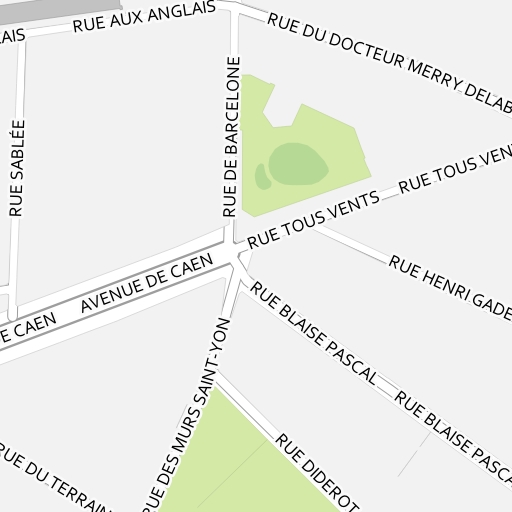 RUE AUX ANGLAIS
RUE DU DOCTEUR MERRY DELAB
LAIS
RUE SABLÉE
RUE DE BARCELONE
RUE TOUS VENTS
RUE TOUS VENT
AVENUE DE CAEN
E CAEN
RUE HENRI GADE
RUE BLAISE PASCAL
RUE BLAISE PASCA
RUE DES MURS SAINT-YON
RUE DIDEROT
RUE DU TERRAIN